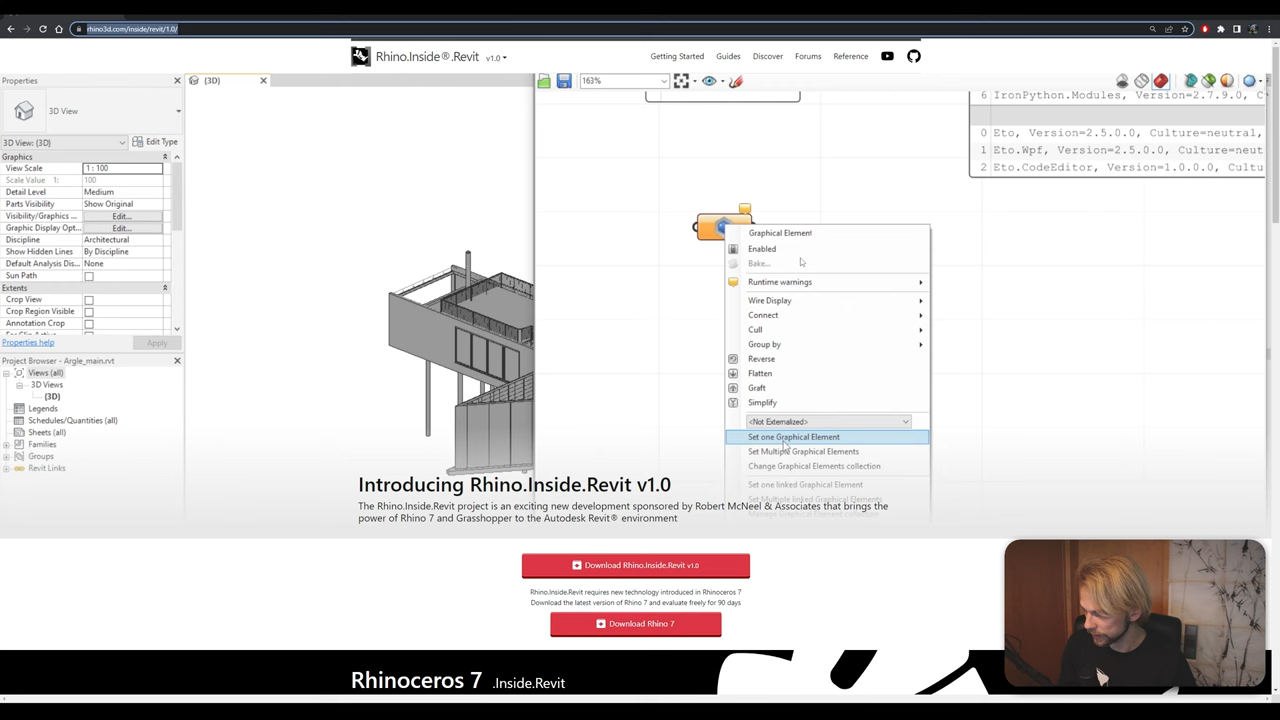 rhino3d.com/inside/revit/1.0/
Rhino.Inside®.Revit v1.0
Getting Started Guides Discover Forums Reference
Properties
3D View
3D View: {3D}
Edit Type
Graphics
View Scale 1 : 100
Scale Value 1: 100
Detail Level Medium
Parts Visibility Show Original
Visibility/Graphics ... Edit...
Graphic Display Opt... Edit...
Discipline Architectural
Show Hidden Lines By Discipline
Default Analysis Dis... None
Sun Path
Extents
Crop View
Crop Region Visible
Annotation Crop
Properties help
Apply
Project Browser - Argle_main.rvt
Views (all)
3D Views
{3D}
Legends
Schedules/Quantities (all)
Sheets (all)
Families
Groups
Revit Links
{3D}
163%
6 IronPython.Modules, Version=2.7.9.0, C
0 Eto, Version=2.5.0.0, Culture=neutral,
1 Eto.Wpf, Version=2.5.0.0, Culture=neut
2 Eto.CodeEditor, Version=1.0.0.0, Cultu
Graphical Element
Enabled
Bake...
Runtime warnings
Wire Display
Connect
Cull
Group by
Reverse
Flatten
Graft
Simplify
<Not Externalized>
Set one Graphical Element
Set Multiple Graphical Elements
Change Graphical Elements collection
Set one linked Graphical Element
Set Multiple linked Graphical Elements
Introducing Rhino.Inside.Revit v1.0
The Rhino.Inside.Revit project is an exciting new development sponsored by Robert McNeel & Associates that brings the
power of Rhino 7 and Grasshopper to the Autodesk Revit® environment
Download Rhino.Inside.Revit v1.0
Rhino.Inside.Revit requires new technology introduced in Rhinoceros 7
Download the latest version of Rhino 7 and evaluate freely for 90 days
Download Rhino 7
Rhinoceros 7 .Inside.Revit